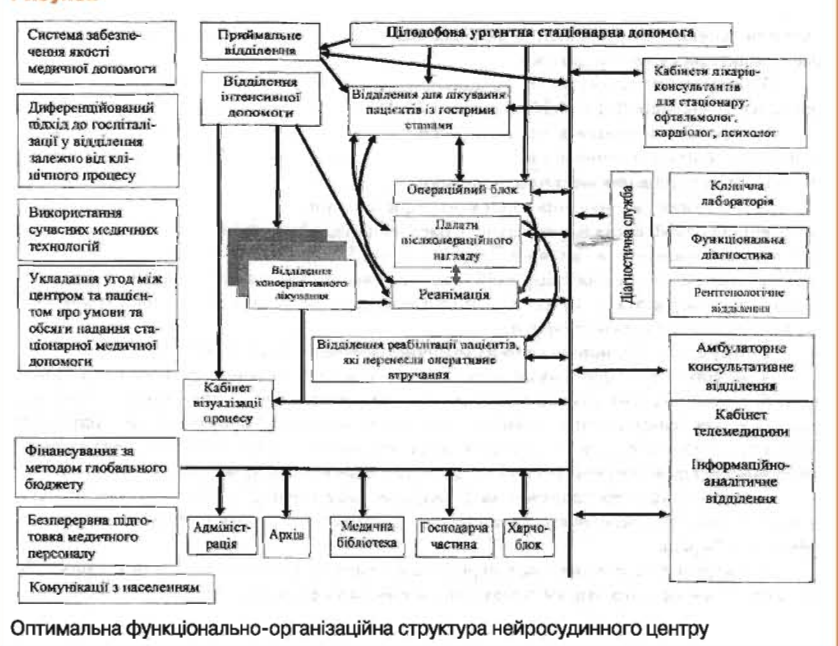 Система забезпе-
чення якості
медичної допомоги
Диференційований
підхід до госпіталі-
зації у відділення
залежно від клі-
нічного процесу
Використання
сучасних медичних
технологій
Укладання угод між
центром та пацієн-
том про умови та
обсяги надання ста-
ціонарної медичної
допомоги
Фінансування за
методом глобального
бюджету
Безперервна підго-
товка медичного
персоналу
Комунікації з населенням
Приймальне
відділення
Цілодобова ургентна стаціонарна допомога
Відділення
інтенсивної
допомоги
Відділення для лікування
пацієнтів із гострими
станами
Операційний блок
Палати
післяопераційного
нагляду
Відділення
консервативного
лікування
Реанімація
Відділення реабілітації пацієнтів,
які перенесли оперативне
втручання
Кабінет
візуалізації
процесу
Адмініст-
рація
Архів
Медична
бібліотека
Господарча
частина
Харчо-
блок
Кабінети лікарів-
консультантів
для стаціонару:
офтальмолог,
кардіолог, психолог
Діагностична служба
Клінічна
лабораторія
Функціональна
діагностика
Рентгенологічне
відділення
Амбулаторне
консультативне
відділення
Кабінет
телемедицини
Інформаційно-
аналітичне
відділення
Оптимальна функціонально-організаційна структура нейросудинного центру